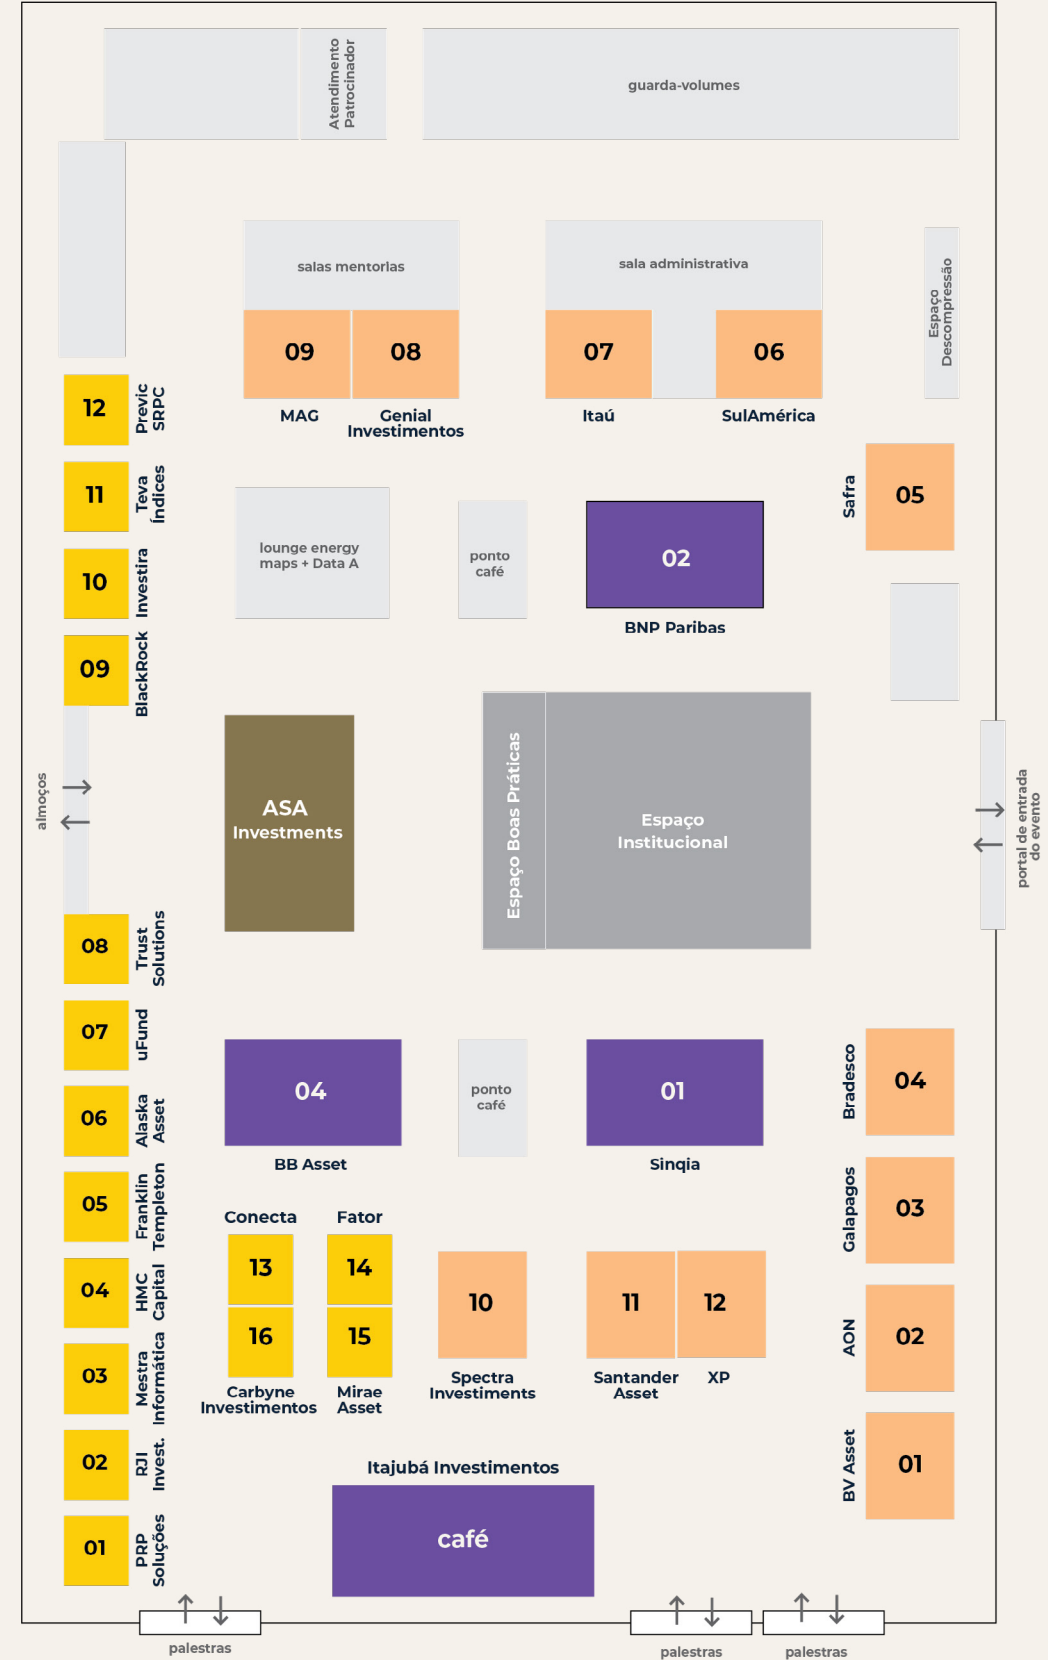 Atendimento
Patrocinador
guarda-volumes
salas mentorIas
sala administrativa
Espaço
Descompressão
09
08
07
06
MAG
Genial
Investimentos
Itaú
SulAmérica
12
Previc
SRPC
11
Teva
Índices
10
Investira
09
BlackRock
Safra
05
lounge energy
maps + Data A
ponto
café
02
BNP Paribas
almoços
ASA
Investments
Espaço Boas Práticas
Espaço
Institucional
portal de entrada
do evento
08
Trust
Solutions
07
uFund
06
Alaska
Asset
05
Franklin
Templeton
04
HMC
Capital
03
Mestra
Informática
02
RJI
Invest.
01
PRP
Soluções
04
BB Asset
ponto
café
01
Sinqia
Bradesco
04
Galapagos
03
AON
02
BV Asset
01
Conecta
Fator
13
14
16
15
Carbyne
Investimentos
Mirae
Asset
10
Spectra
Investiments
11
12
Santander
Asset
XP
Itajubá Investimentos
café
palestras
palestras
palestras